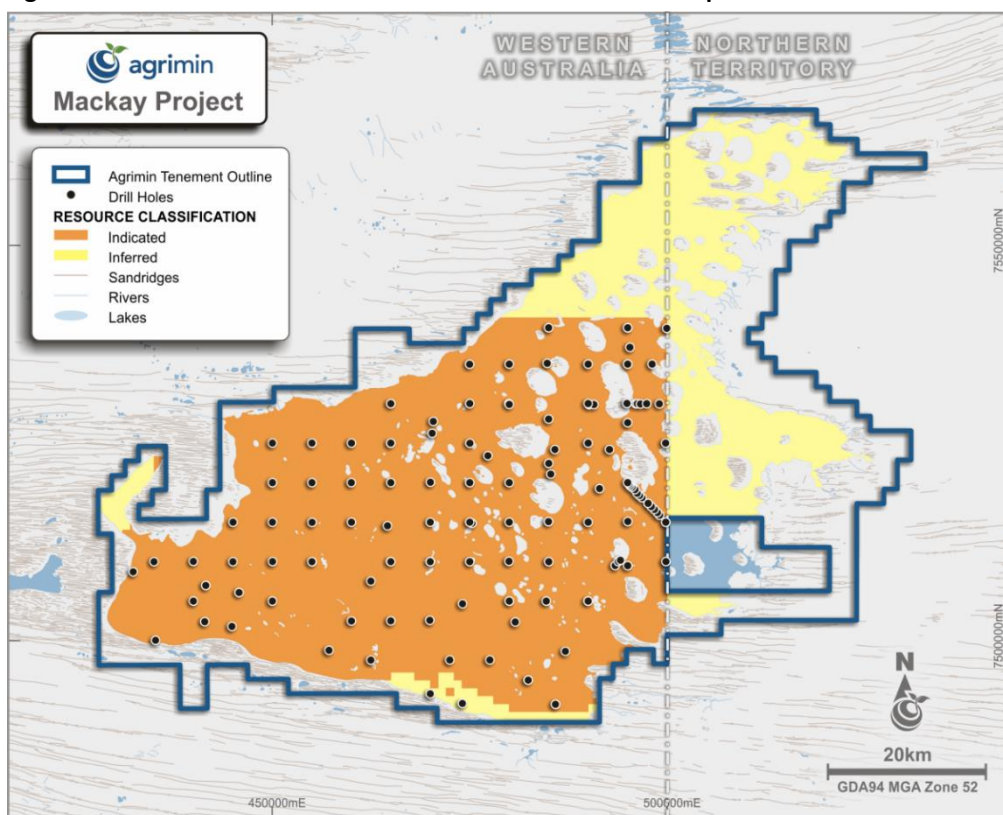 WESTERN AUSTRALIA
NORTHERN TERRITORY
agrimin
Mackay Project
Agrimin Tenement Outline
Drill Holes
RESOURCE CLASSIFICATION
Indicated
Inferred
Sandridges
Rivers
Lakes
7550000mN
7500000mN
N
20km
GDA94 MGA Zone 52
450000mE
500000mE